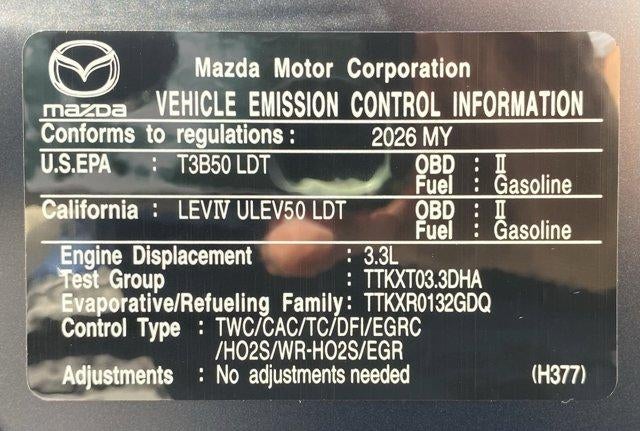 mazda
Mazda Motor Corporation
VEHICLE EMISSION CONTROL INFORMATION
Conforms to regulations : 2026 MY
U.S.EPA : T3B50 LDT OBD : II
Fuel : Gasoline
California : LEVIV ULEV50 LDT OBD : II
Fuel : Gasoline
Engine Displacement : 3.3L
Test Group : TTKXT03.3DHA
Evaporative/Refueling Family: TTKXR0132GDQ
Control Type : TWC/CAC/TC/DFI/EGRC
/HO2S/WR-HO2S/EGR
Adjustments : No adjustments needed (H377)